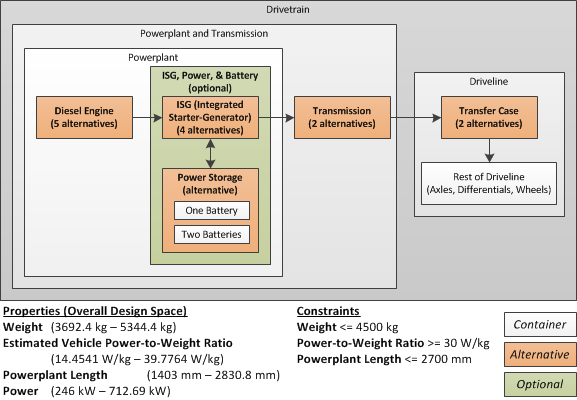 Drivetrain
Powerplant and Transmission
Powerplant
ISG, Power, & Battery
(optional)
Diesel Engine
(5 alternatives)
ISG (Integrated
Starter-Generator)
(4 alternatives)
Transmission
(2 alternatives)
Driveline
Transfer Case
(2 alternatives)
Power Storage
(alternative)
One Battery
Two Batteries
Rest of Driveline
(Axles, Differentials, Wheels)
Properties (Overall Design Space)
Weight (3692.4 kg – 5344.4 kg)
Estimated Vehicle Power-to-Weight Ratio
(14.4541 W/kg – 39.7764 W/kg)
Powerplant Length (1403 mm – 2830.8 mm)
Power (246 kW – 712.69 kW)
Constraints
Weight <= 4500 kg
Power-to-Weight Ratio >= 30 W/kg
Powerplant Length <= 2700 mm
Container
Alternative
Optional